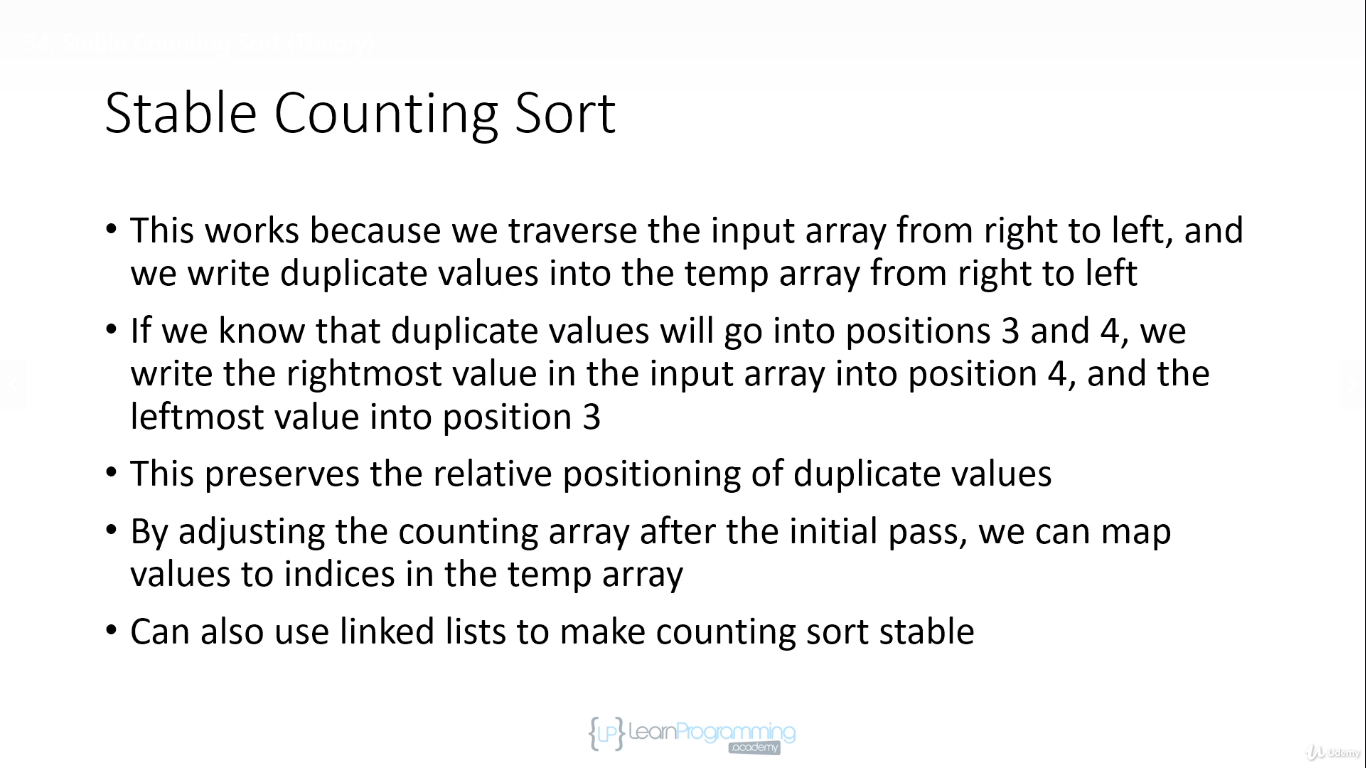 Stable Counting Sort
• This works because we traverse the input array from right to left, and
we write duplicate values into the temp array from right to left
• If we know that duplicate values will go into positions 3 and 4, we
write the rightmost value in the input array into position 4, and the
leftmost value into position 3
• This preserves the relative positioning of duplicate values
• By adjusting the counting array after the initial pass, we can map
values to indices in the temp array
• Can also use linked lists to make counting sort stable
{LP} LearnProgramming
.academy
Udemy